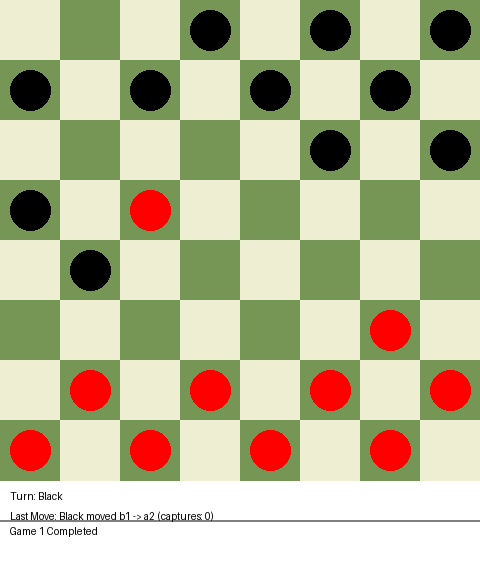 Turn: Black
Last Move: Black moved b1 -> a2 (captures: 0)
Game 1 Completed